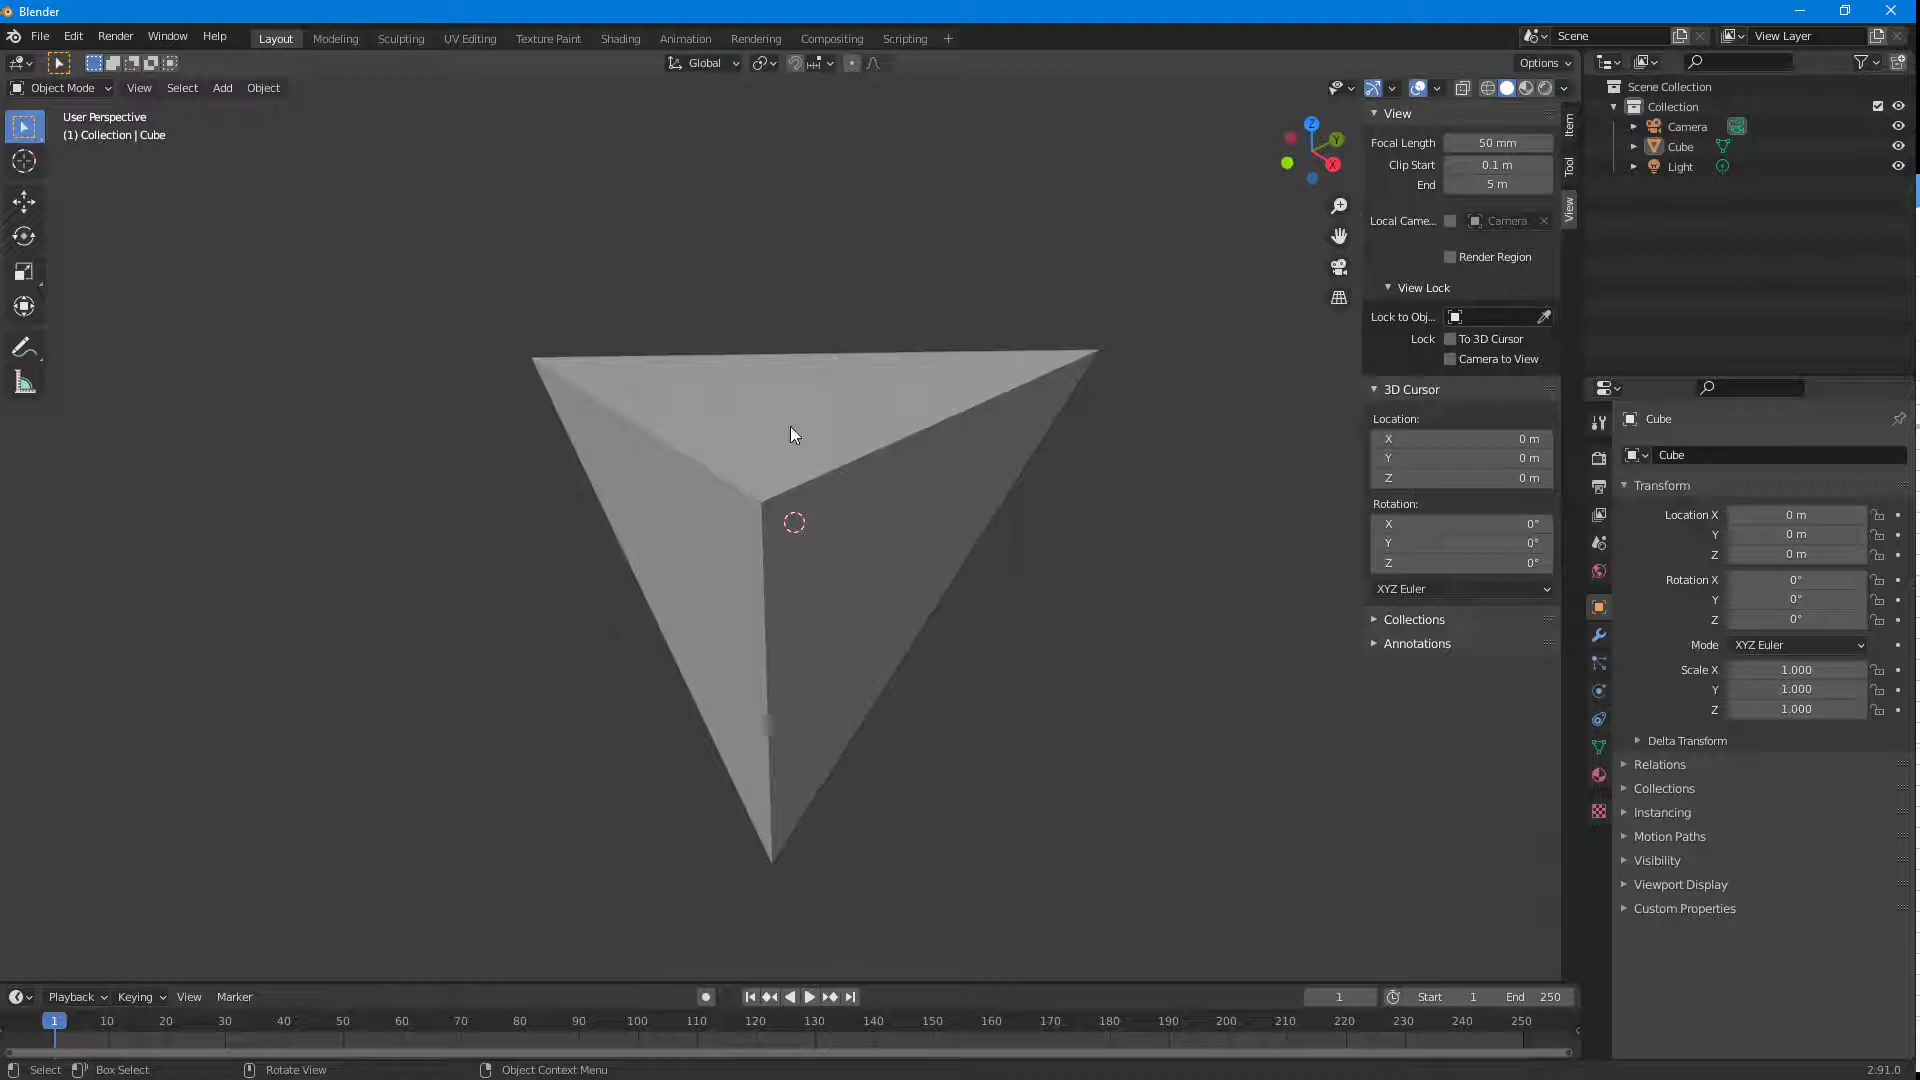 Blender
File Edit Render Window Help Layout Modeling Sculpting UV Editing Texture Paint Shading Animation Rendering Compositing Scripting + Scene View Layer
Global Options
Object Mode View Select Add Object
User Perspective
(1) Collection | Cube
Z
Y
X
View
Focal Length 50 mm
Clip Start 0.1 m
End 5 m
Local Came... Camera
Render Region
View Lock
Lock to Obj...
Lock To 3D Cursor
Camera to View
3D Cursor
Location:
X 0 m
Y 0 m
Z 0 m
Rotation:
X 0°
Y 0°
Z 0°
XYZ Euler
Collections
Annotations
Item
Tool
View
Scene Collection
Collection
Camera
Cube
Light
Cube
Cube
Transform
Location X 0 m
Y 0 m
Z 0 m
Rotation X 0°
Y 0°
Z 0°
Mode XYZ Euler
Scale X 1.000
Y 1.000
Z 1.000
Delta Transform
Relations
Collections
Instancing
Motion Paths
Visibility
Viewport Display
Custom Properties
Playback Keying View Marker 1 Start 1 End 250
1 10 20 30 40 50 60 70 80 90 100 110 120 130 140 150 160 170 180 190 200 210 220 230 240 250
Select Box Select Rotate View Object Context Menu 2.91.0